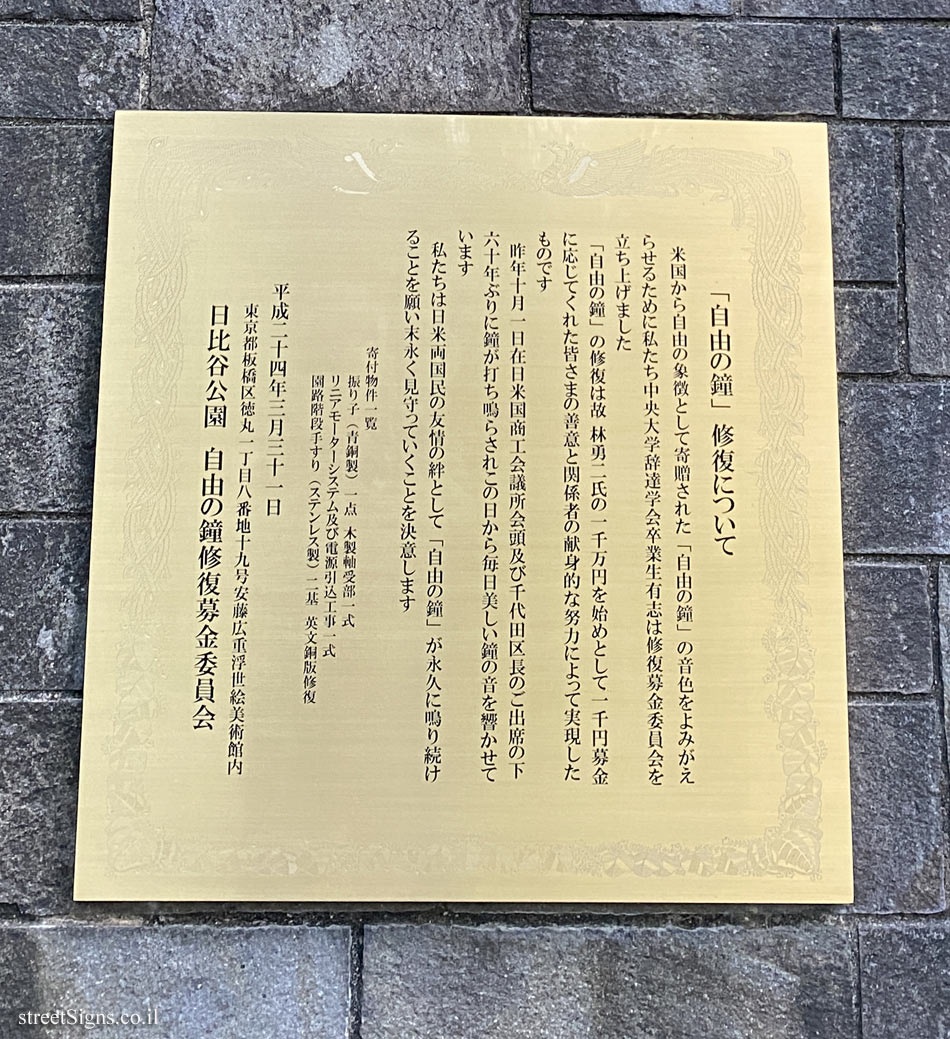 「自由の鐘」修復について
米国から自由の象徴として寄贈された「自由の鐘」の音色をよみがえ
らせるために私たち中央大学辞達学会卒業生有志は修復募金委員会を
立ち上げました
「自由の鐘」の修復は故 林勇二氏の一千万円を始めとして一千円募金
に応じてくれた皆さまの善意と関係者の献身的な努力によって実現した
ものです
昨年十月一日在日米国商工会議所会頭及び千代田区長のご出席の下
六十年ぶりに鐘が打ち鳴らされこの日から毎日美しい鐘の音を響かせて
います
私たちは日米両国民の友情の絆として「自由の鐘」が永久に鳴り続け
ることを願い末永く見守っていくことを決意します
寄付物件一覧
振り子（青銅製）一点 木製軸受部一式
リニアモーターシステム及び電源引込工事一式
園路階段手すり（ステンレス製）二基 英文銅版修復
平成二十四年三月三十一日
東京都板橋区徳丸一丁目八番地十九号安藤広重浮世絵美術館内
日比谷公園 自由の鐘修復募金委員会
streetSigns.co.il